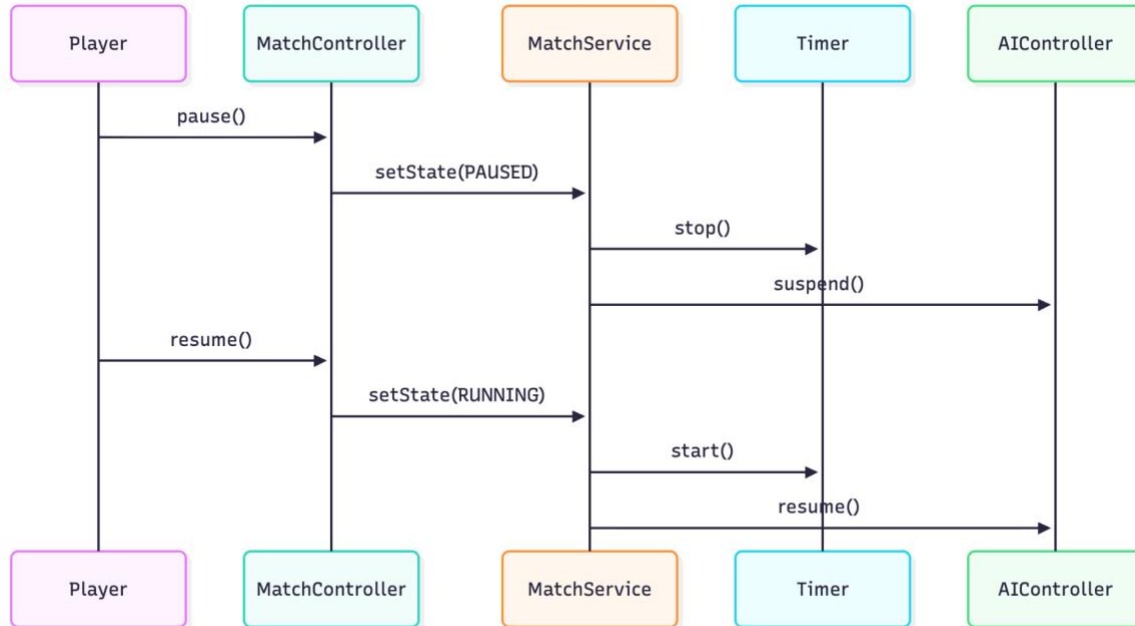 Player
MatchController
MatchService
Timer
AIController
pause()
setState(PAUSED)
stop()
suspend()
resume()
setState(RUNNING)
start()
resume()
Player
MatchController
MatchService
Timer
AIController